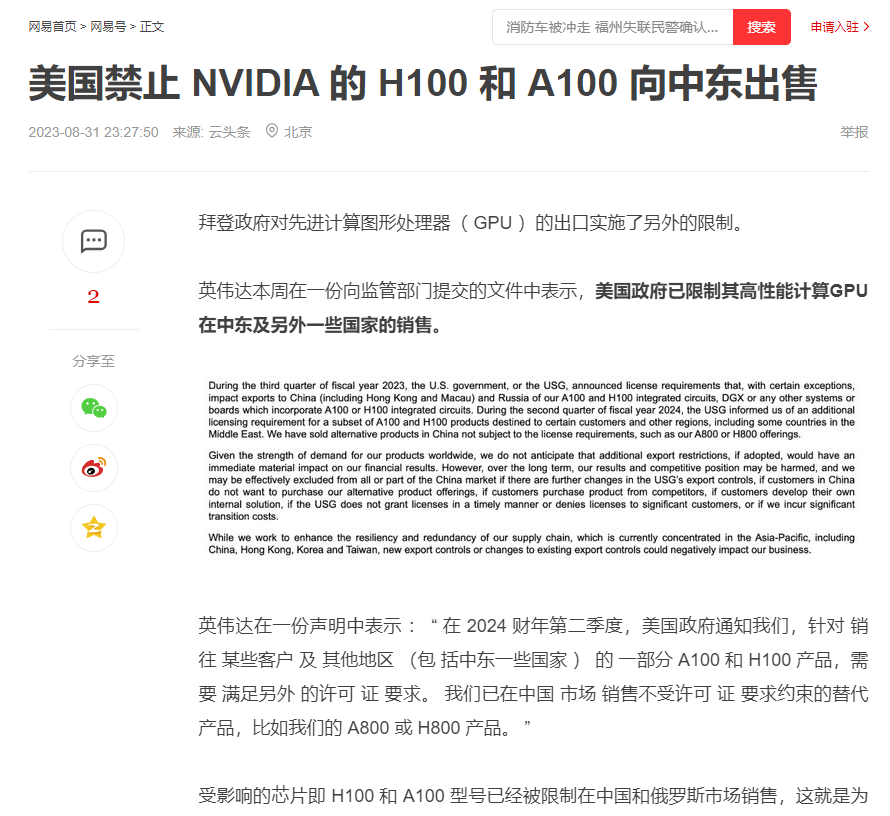 网易首页 > 网易号 > 正文
消防车被冲走 福州失联民警确认...
搜索
申请入驻 >
美国禁止 NVIDIA 的 H100 和 A100 向中东出售
2023-08-31 23:27:50 来源: 云头条 北京
举报
2
分享至
拜登政府对先进计算图形处理器（ GPU ）的出口实施了另外的限制。
英伟达本周在一份向监管部门提交的文件中表示，美国政府已限制其高性能计算GPU
在中东及另外一些国家的销售。
During the third quarter of fiscal year 2023, the U.S. government, or the USG, announced license requirements that, with certain exceptions,
impact exports to China (including Hong Kong and Macau) and Russia of our A100 and H100 integrated circuits, DGX or any other systems or
boards which incorporate A100 or H100 integrated circuits. During the second quarter of fiscal year 2024, the USG informed us of an additional
licensing requirement for a subset of A100 and H100 products destined to certain customers and other regions, including some countries in the
Middle East. We have sold alternative products in China not subject to the license requirements, such as our A800 or H800 offerings.
Given the strength of demand for our products worldwide, we do not anticipate that additional export restrictions, if adopted, would have an
immediate material impact on our financial results. However, over the long term, our results and competitive position may be harmed, and we
may be effectively excluded from all or part of the China market if there are further changes in the USG's export controls, if customers in China
do not want to purchase our alternative product offerings, if customers purchase product from competitors, if customers develop their own
internal solution, if the USG does not grant licenses in a timely manner or denies licenses to significant customers, or if we incur significant
transition costs.
While we work to enhance the resiliency and redundancy of our supply chain, which is currently concentrated in the Asia-Pacific, including
China, Hong Kong, Korea and Taiwan, new export controls or changes to existing export controls could negatively impact our business.
英伟达在一份声明中表示 ： “ 在 2024 财年第二季度，美国政府通知我们，针对 销
往 某些客户 及 其他地区 （包 括中东一些国家 ） 的 一部分 A100 和 H100 产品，需
要 满足另外 的许可 证 要求。 我们已在中国 市场 销售不受许可 证 要求约束的替代
产品，比如我们的 A800 或 H800 产品。 ”
受影响的芯片即 H100 和 A100 型号已经被限制在中国和俄罗斯市场销售，这就是为